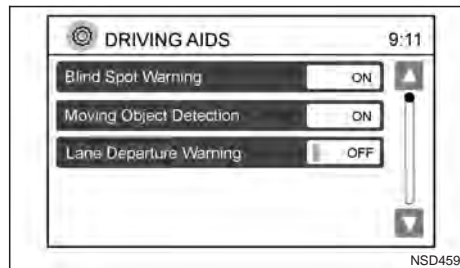 DRIVING AIDS 9:11
Blind Spot Warning ON
Moving Object Detection ON
Lane Departure Warning OFF
NSD459